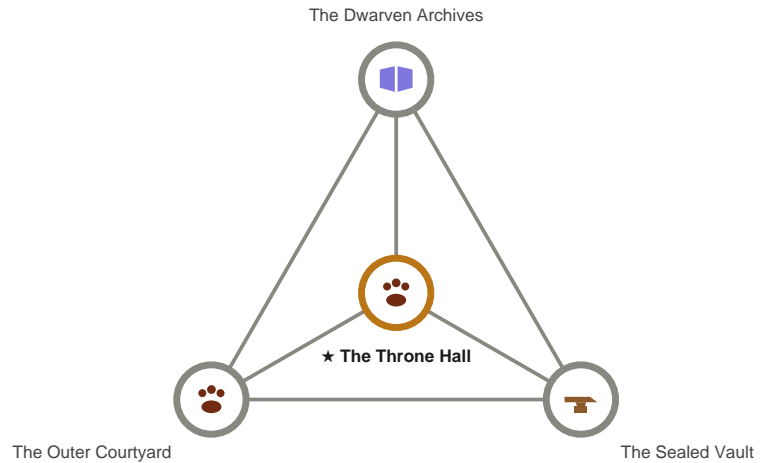 The Dwarven Archives
★ The Throne Hall
The Outer Courtyard
The Sealed Vault